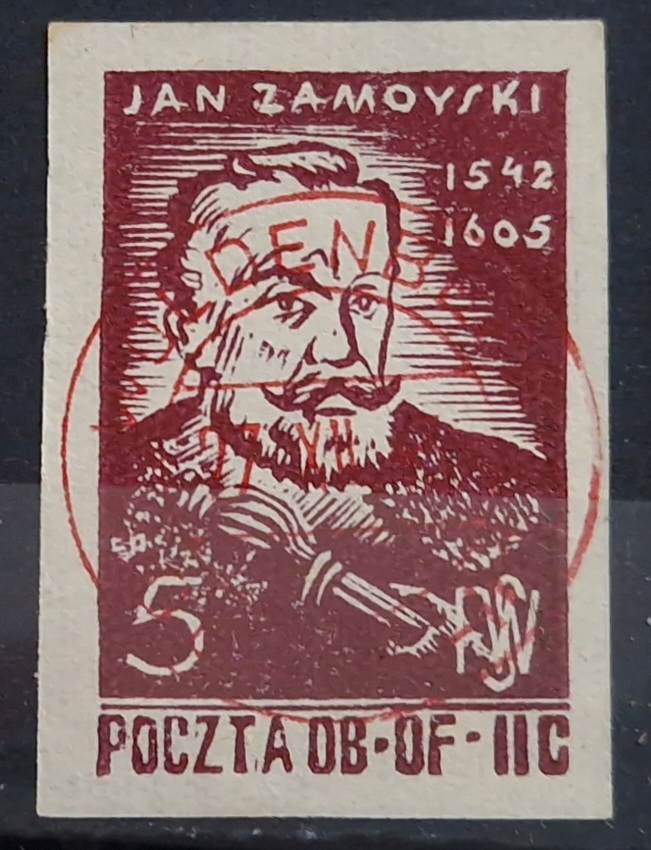 JAN ZAMOYSKI
1542
1605
5
POCZTA OB-OF-IIC